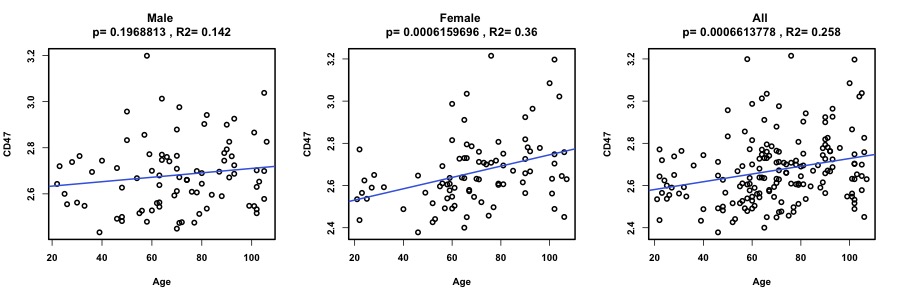 Male
p= 0.1968813 , R2= 0.142
CD47
3.2
3.0
2.8
2.6
20 40 60 80 100
Age
Female
p= 0.0006159696 , R2= 0.36
CD47
3.2
3.0
2.8
2.6
2.4
20 40 60 80 100
Age
All
p= 0.0006613778 , R2= 0.258
CD47
3.2
3.0
2.8
2.6
2.4
20 40 60 80 100
Age